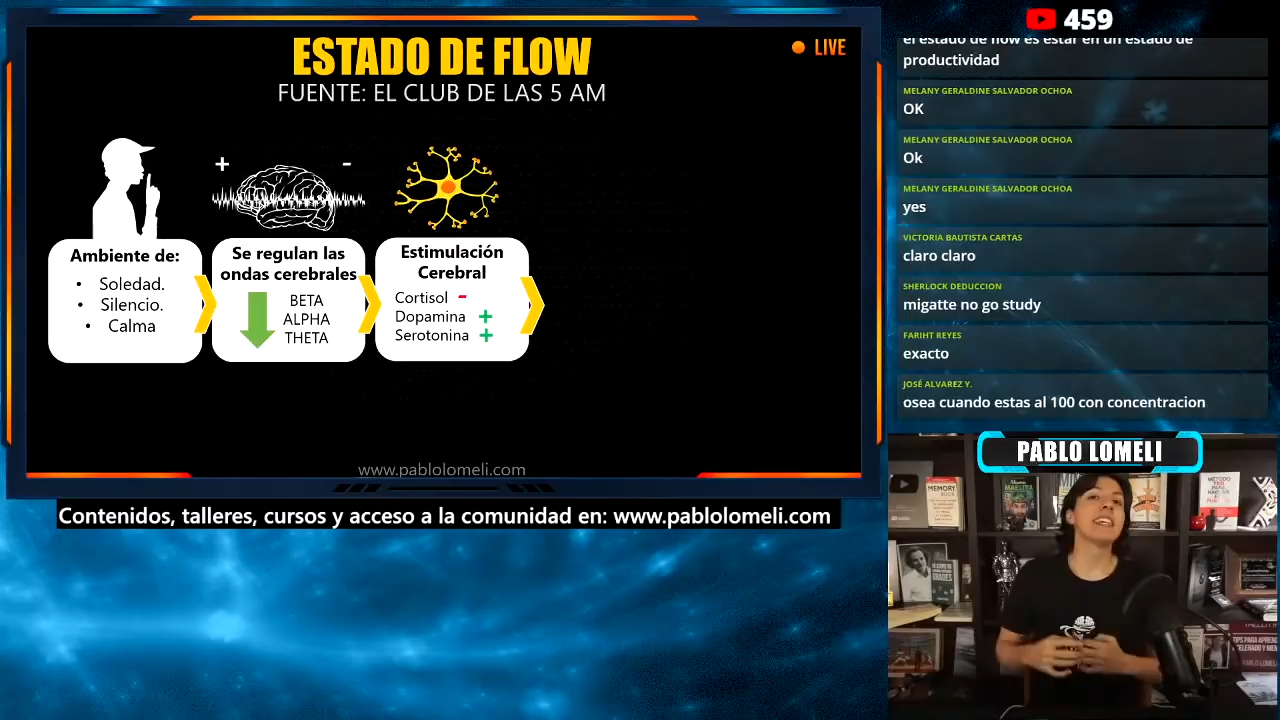 ESTADO DE FLOW
FUENTE: EL CLUB DE LAS 5 AM
LIVE
+
-
Ambiente de:
• Soledad.
• Silencio.
• Calma
Se regulan las
ondas cerebrales
BETA
ALPHA
THETA
Estimulación
Cerebral
Cortisol -
Dopamina +
Serotonina +
www.pablolomeli.com
Contenidos, talleres, cursos y acceso a la comunidad en: www.pablolomeli.com
459
el estado de flow es estar en un estado de
productividad
MELANY GERALDINE SALVADOR OCHOA
OK
MELANY GERALDINE SALVADOR OCHOA
Ok
MELANY GERALDINE SALVADOR OCHOA
yes
VICTORIA BAUTISTA CARTAS
claro claro
SHERLOCK DEDUCCION
migatte no go study
FARIHT REYES
exacto
JOSÉ ALVAREZ Y.
osea cuando estas al 100 con concentracion
PABLO LOMELI
MEMORY
MAESTRA
MÉTODO
TED
PARA
HABLAR